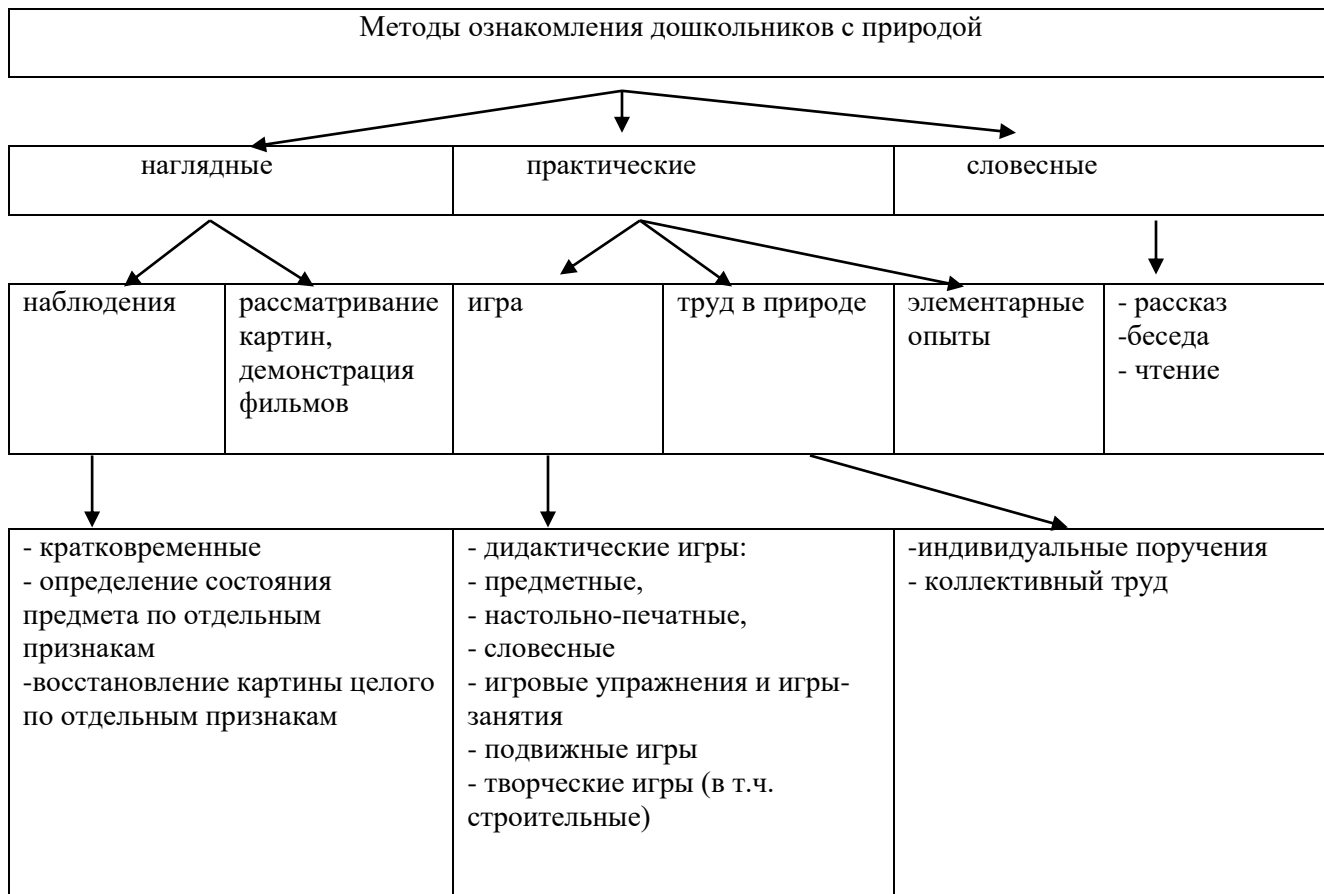 Методы ознакомления дошкольников с природой
наглядные
практические
словесные
наблюдения
рассматривание
картин,
демонстрация
фильмов
игра
труд в природе
элементарные
опыты
- рассказ
-беседа
- чтение
- кратковременные
- определение состояния
предмета по отдельным
признакам
-восстановление картины целого
по отдельным признакам
- дидактические игры:
- предметные,
- настольно-печатные,
- словесные
- игровые упражнения и игры-
занятия
- подвижные игры
- творческие игры (в т.ч.
строительные)
-индивидуальные поручения
- коллективный труд